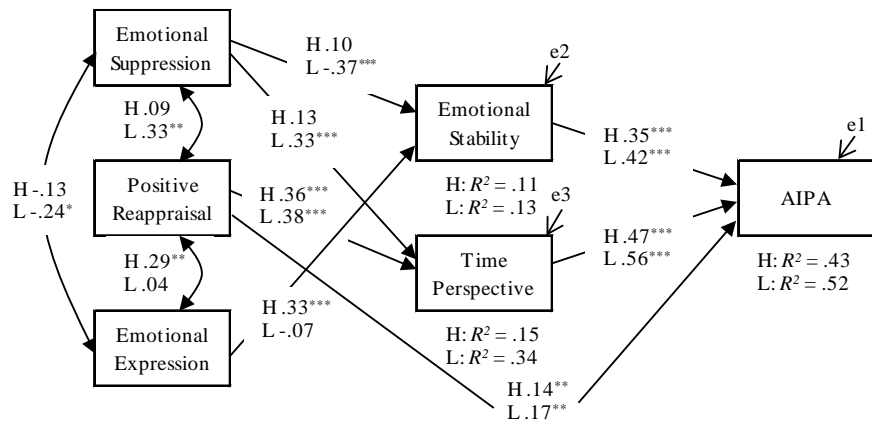 Emotional
Suppression
H .10
L -.37***
e2
H .09
L .33**
H .13
L .33***
Emotional
Stability
H .35***
L .42***
e1
H -.13
L -.24*
Positive
Reappraisal
H .36***
L .38***
H: R² = .11
L: R² = .13
e3
AIPA
H .29**
L .04
Time
Perspective
H .47***
L .56***
H: R² = .43
L: R² = .52
Emotional
Expression
H .33***
L -.07
H: R² = .15
L: R² = .34
H .14**
L .17**